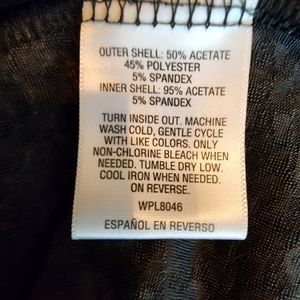 OUTER SHELL: 50% ACETATE
45% POLYESTER
5% SPANDEX
INNER SHELL: 95% ACETATE
5% SPANDEX
TURN INSIDE OUT. MACHINE
WASH COLD, GENTLE CYCLE
WITH LIKE COLORS. ONLY
NON-CHLORINE BLEACH WHEN
NEEDED. TUMBLE DRY LOW.
COOL IRON WHEN NEEDED.
ON REVERSE.
WPL8046
ESPAÑOL EN REVERSO